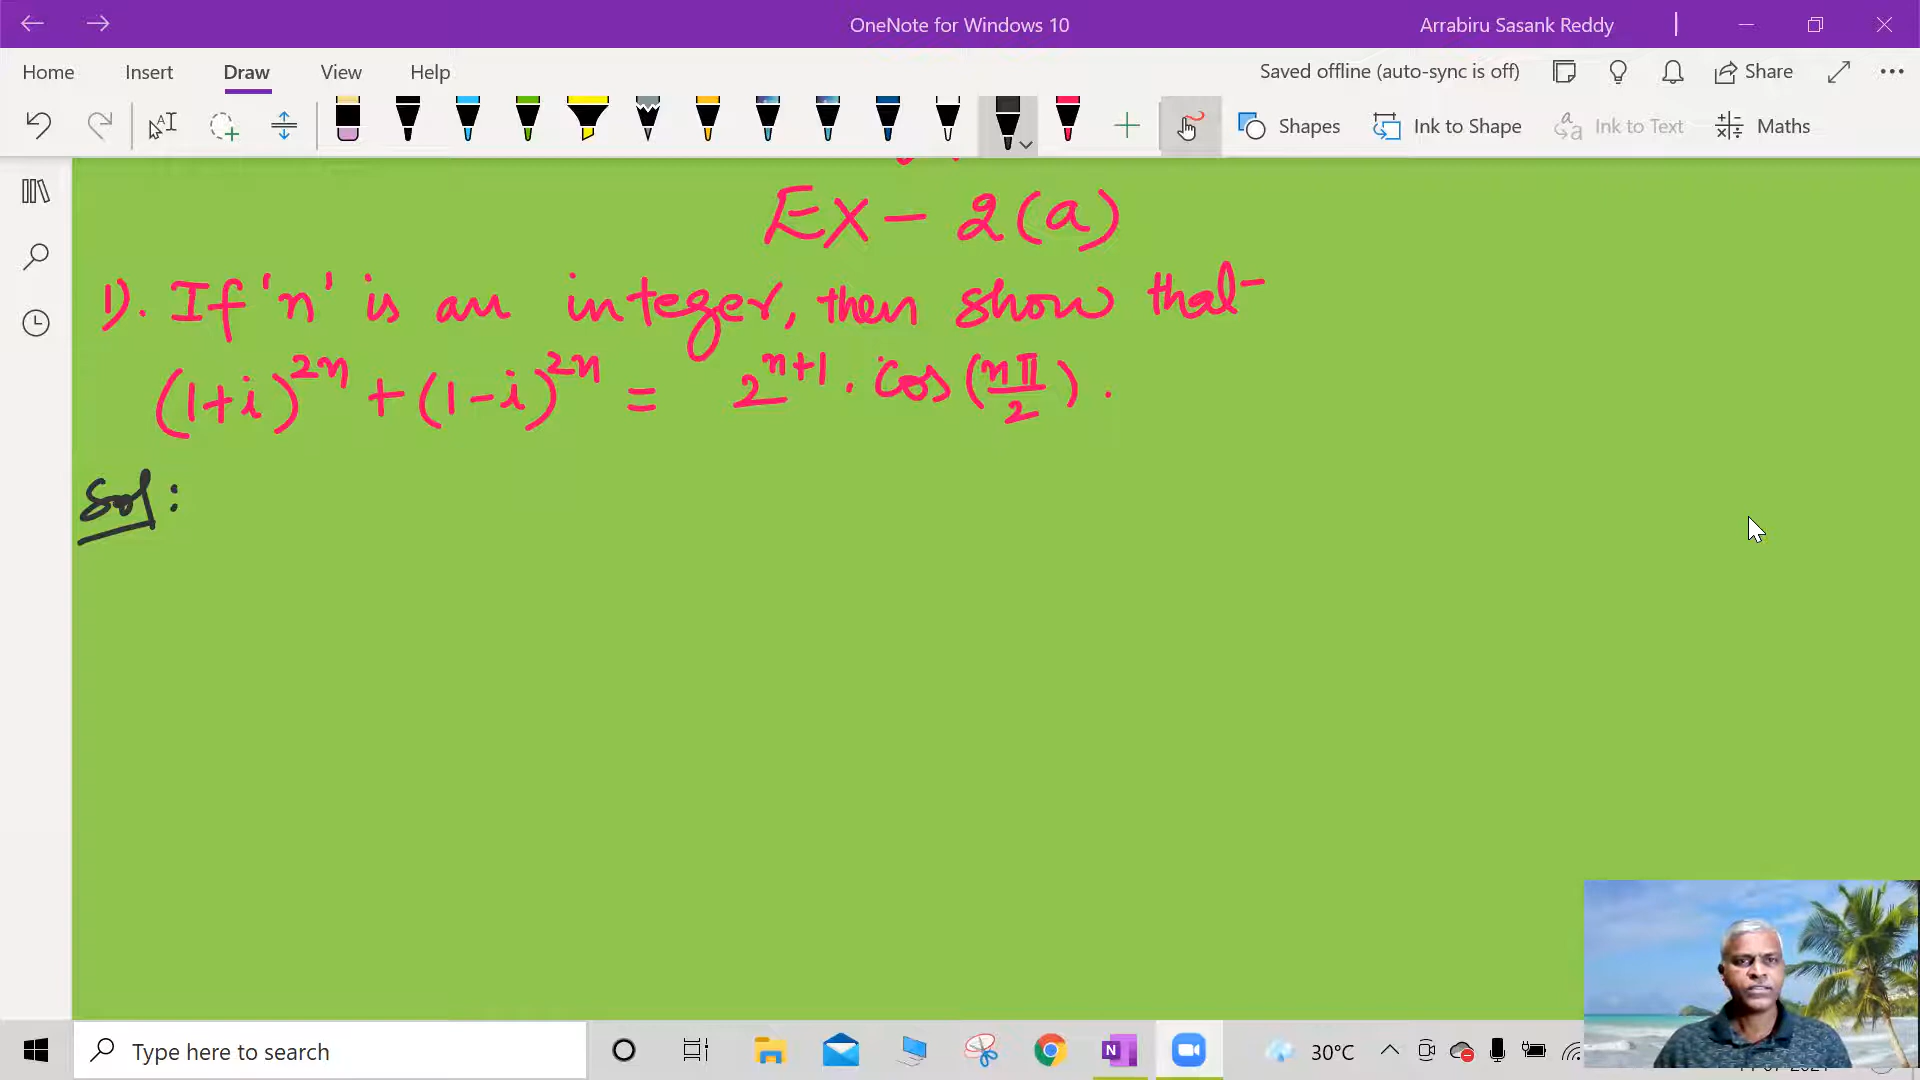 OneNote for Windows 10 Arrabiru Sasank Reddy
Home Insert Draw View Help Saved offline (auto-sync is off) Share
Shapes Ink to Shape Ink to Text Maths
Ex - 2(a)
1). If 'n' is an integer, then show that
(1+i)^2n + (1-i)^2n = 2^n+1 . Cos(nπ/2).
Sol:
Type here to search 30°C